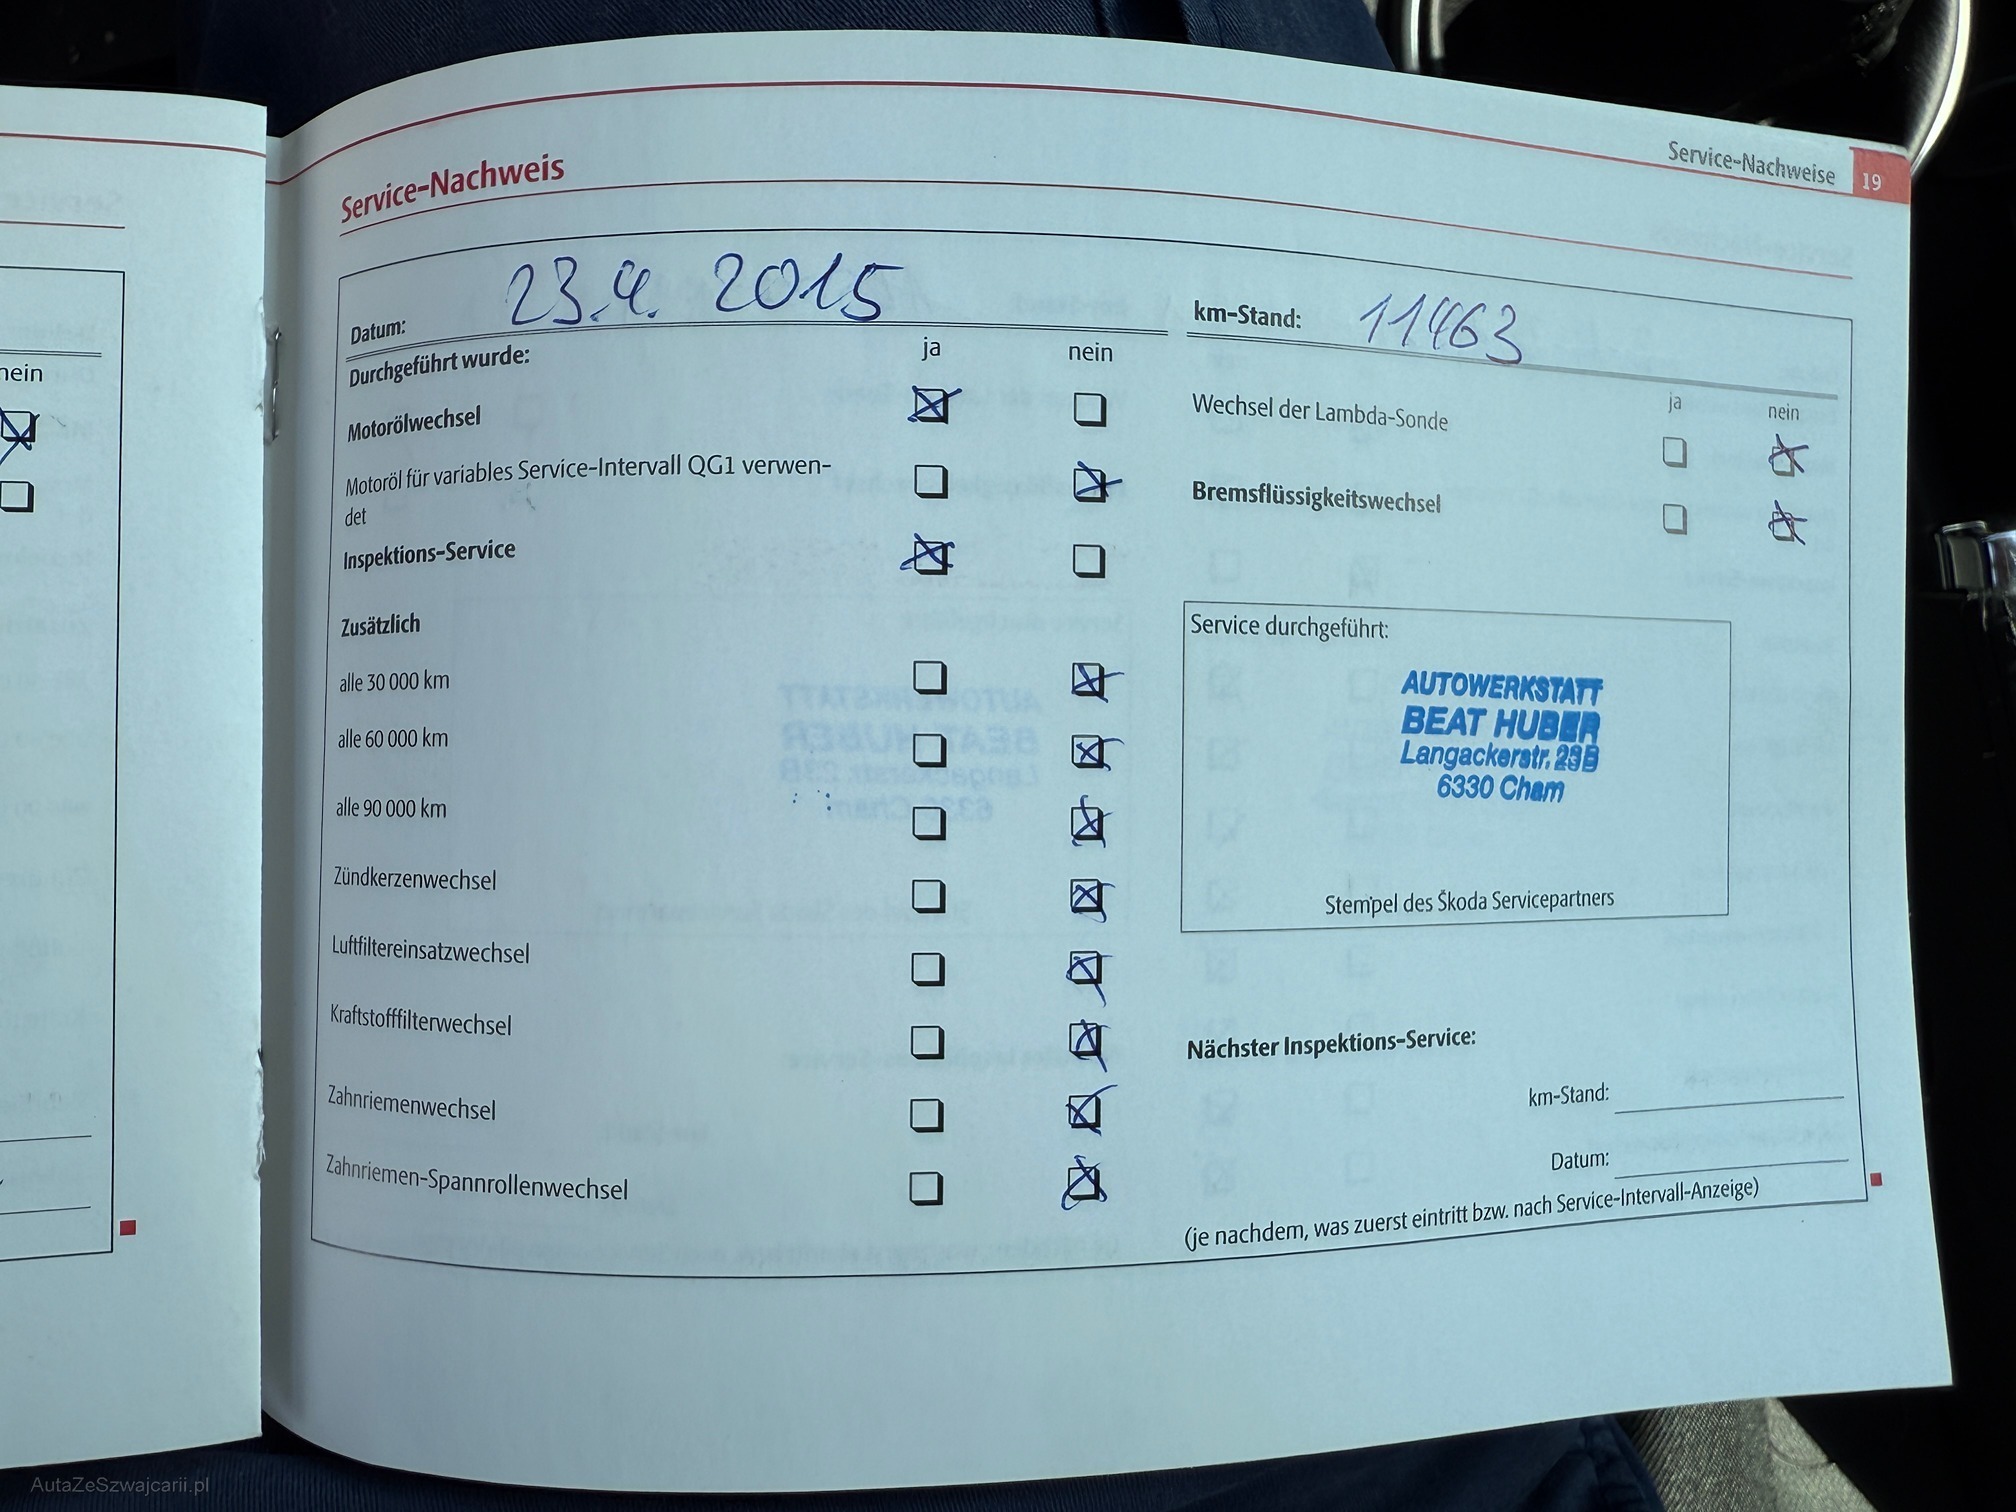 Service-Nachweise 19
Service-Nachweis
nein
Datum: 23.4. 2015
km-Stand: 11463
Durchgeführt wurde:
ja nein
Motorölwechsel
Motoröl für variables Service-Intervall QG1 verwen-
det
Inspektions-Service
Zusätzlich
alle 30 000 km
alle 60 000 km
alle 90 000 km
Zündkerzenwechsel
Luftfiltereinsatzwechsel
Kraftstofffilterwechsel
Zahnriemenwechsel
Zahnriemen-Spannrollenwechsel
ja nein
Wechsel der Lambda-Sonde
Bremsflüssigkeitswechsel
Service durchgeführt:
AUTOWERKSTATT
BEAT HUBER
Langackerstr. 23B
6330 Cham
Stempel des Škoda Servicepartners
Nächster Inspektions-Service:
km-Stand:
Datum:
(je nachdem, was zuerst eintritt bzw. nach Service-Intervall-Anzeige)
AutaZeSzwajcarii.pl